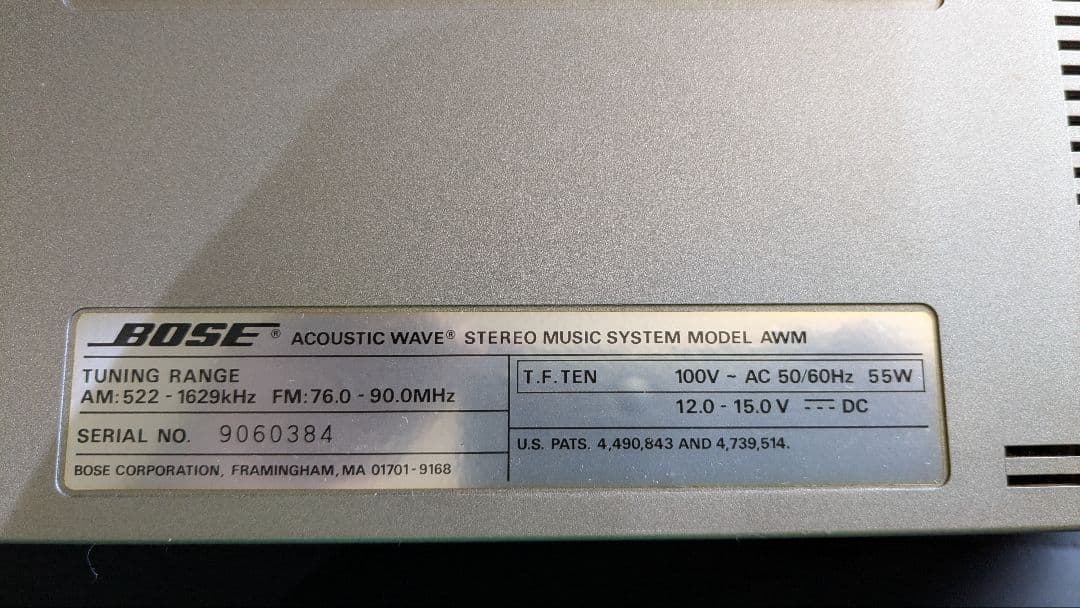 BOSE® ACOUSTIC WAVE® STEREO MUSIC SYSTEM MODEL AWM
TUNING RANGE
AM:522 - 1629kHz FM:76.0 - 90.0MHz
SERIAL NO. 9060384
BOSE CORPORATION, FRAMINGHAM, MA 01701-9168
T.F.TEN 100V ~ AC 50/60Hz 55W
12.0 - 15.0 V ⎓ DC
U.S. PATS. 4,490,843 AND 4,739,514.